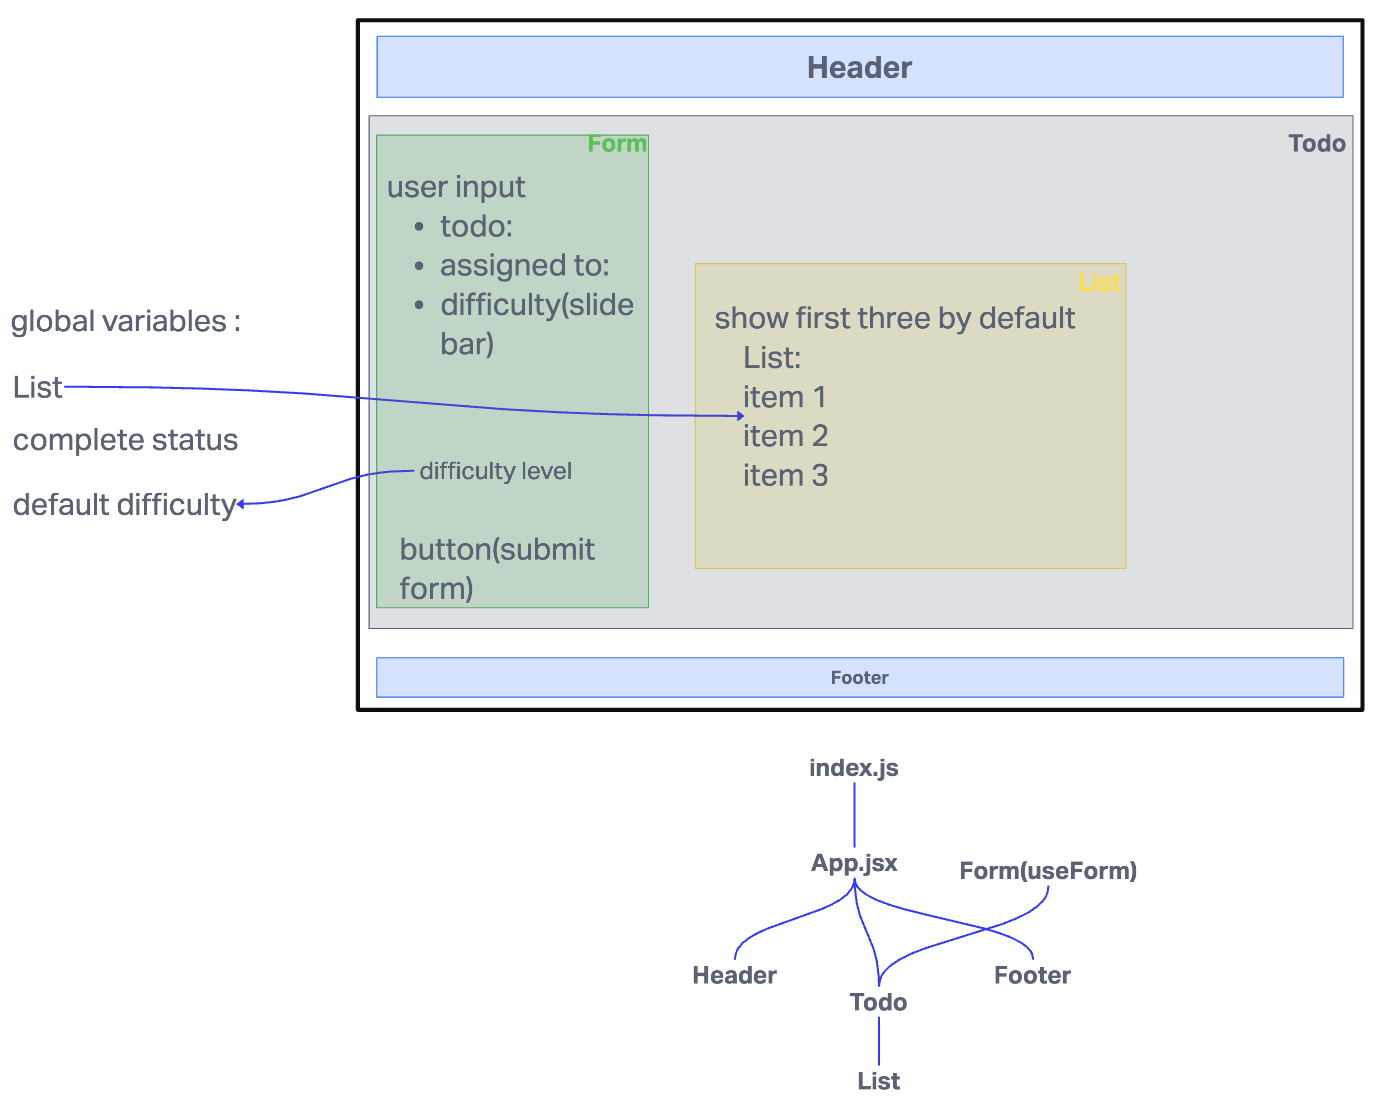 Header
Form
Todo
user input
• todo:
• assigned to:
• difficulty(slide
bar)
difficulty level
button(submit
form)
List
show first three by default
List:
item 1
item 2
item 3
global variables :
List
complete status
default difficulty
Footer
index.js
App.jsx
Form(useForm)
Header
Footer
Todo
List